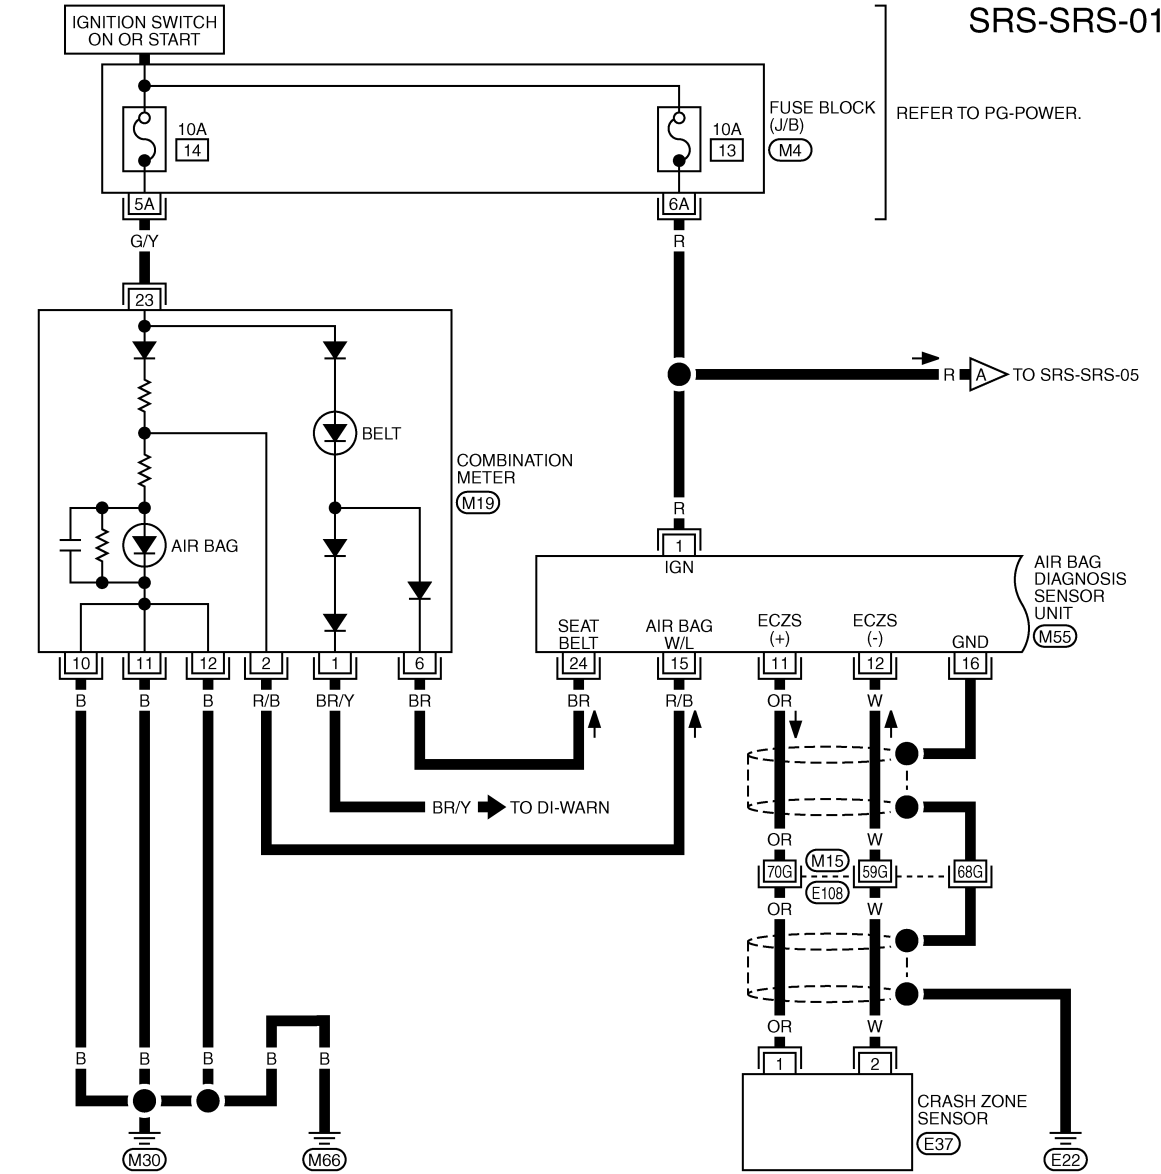 SRS-SRS-01
IGNITION SWITCH
ON OR START
10A
14
10A
13
FUSE BLOCK
(J/B)
M4
REFER TO PG-POWER.
5A
6A
G/Y
R
23
R
A
TO SRS-SRS-05
BELT
COMBINATION
METER
M19
AIR BAG
R
1
IGN
AIR BAG
DIAGNOSIS
SENSOR
UNIT
M55
SEAT
BELT
AIR BAG
W/L
ECZS
(+)
ECZS
(-)
GND
10
11
12
2
1
6
24
15
11
12
16
B
B
B
R/B
BR/Y
BR
BR
R/B
OR
W
BR/Y
TO DI-WARN
OR
W
70G
M15
E108
59G
68G
OR
W
OR
W
B
B
B
B
B
1
2
CRASH ZONE
SENSOR
E37
M30
M66
E22